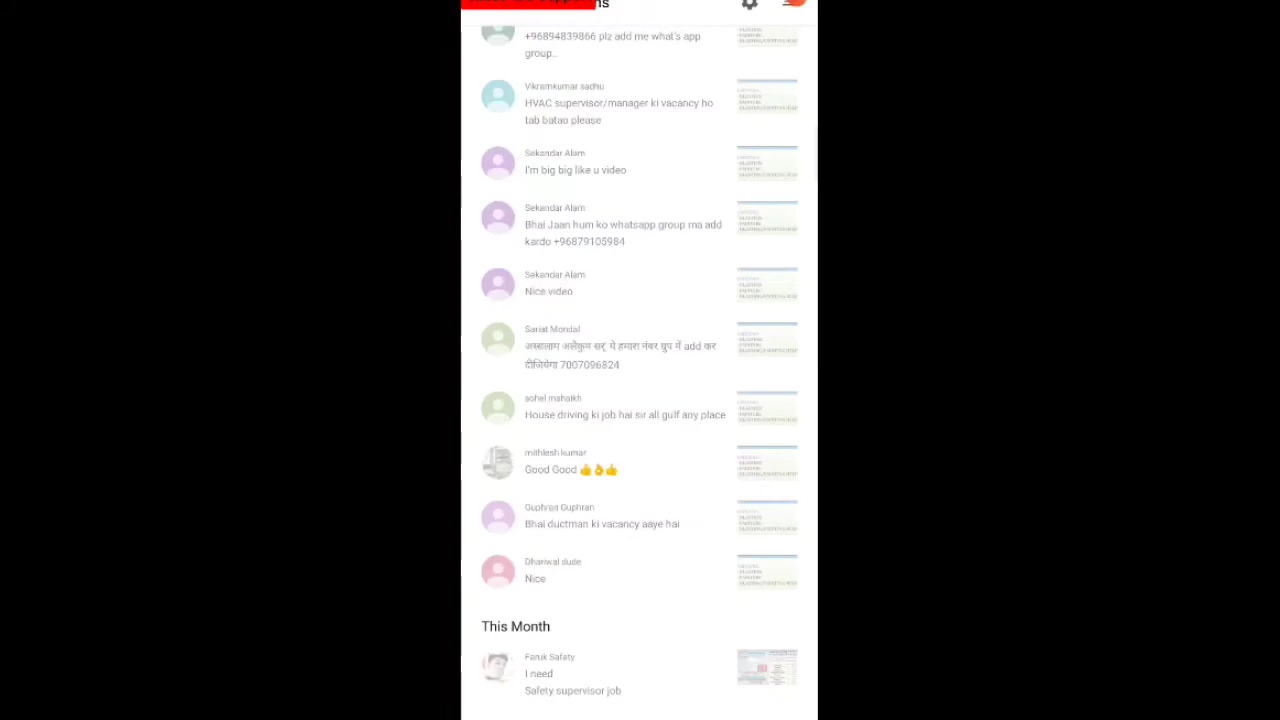 ns
+96894839866 plz add me what's app
group..
Vikramkumar sadhu
HVAC supervisor/manager ki vacancy ho
tab batao please
Sekandar Alam
I'm big big like u video
Sekandar Alam
Bhai Jaan hum ko whatsapp group ma add
kardo +96879105984
Sekandar Alam
Nice video
Sariat Mondal
अस्सालाम अलैकुम सर् ये हमारा नंबर ग्रुप में add कर
दीजियेगा 7007096824
sohel mahaikh
House driving ki job hai sir all gulf any place
mithlesh kumar
Good Good 👍👌👍
Guphran Guphran
Bhai ductman ki vacancy aaye hai
Dhariwal dude
Nice
This Month
Faruk Safety
I need
Safety supervisor job